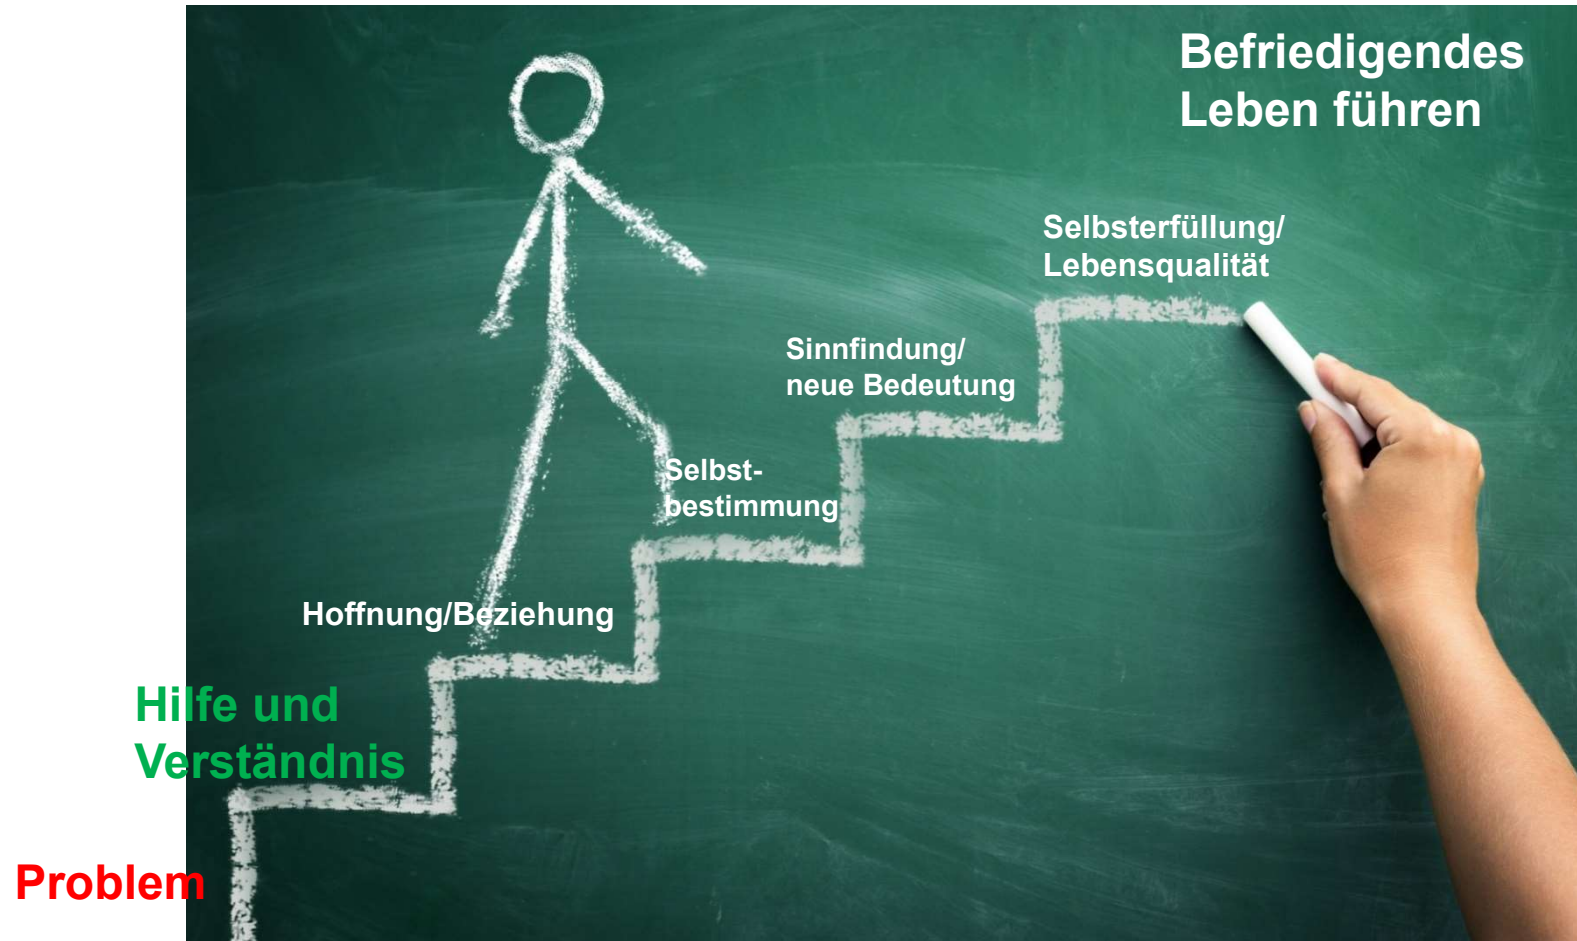 Befriedigendes
Leben führen
Selbsterfüllung/
Lebensqualität
Sinnfindung/
neue Bedeutung
Selbst-
bestimmung
Hoffnung/Beziehung
Hilfe und
Verständnis
Problem